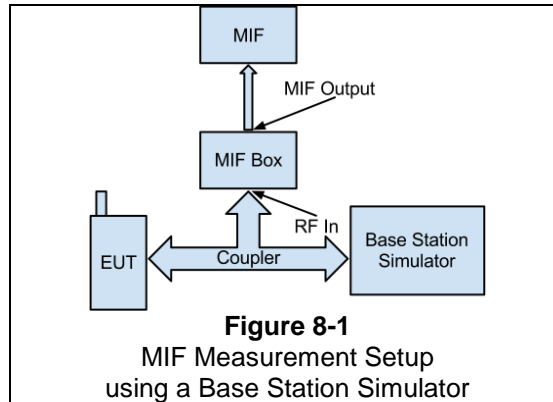 MIF
MIF Output
MIF Box
RF In
EUT
Coupler
Base Station
Simulator
Figure 8-1
MIF Measurement Setup
using a Base Station Simulator